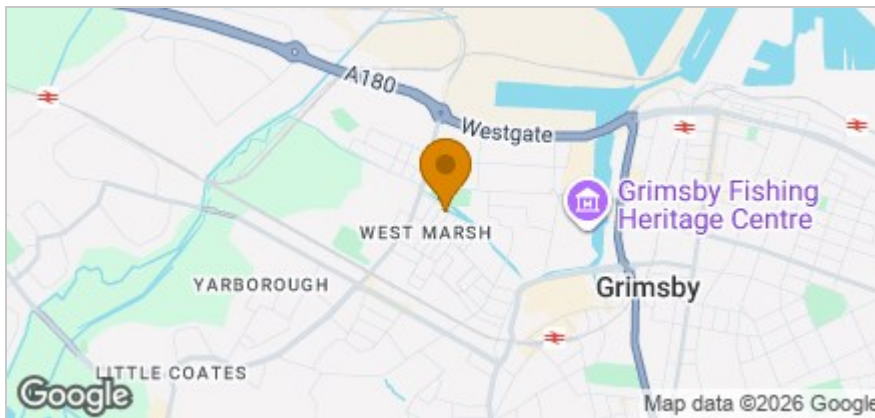 A180
Westgate
Grimsby Fishing
Heritage Centre
WEST MARSH
YARBOROUGH
Grimsby
LITTLE COATES
Google
Map data ©2026 Google